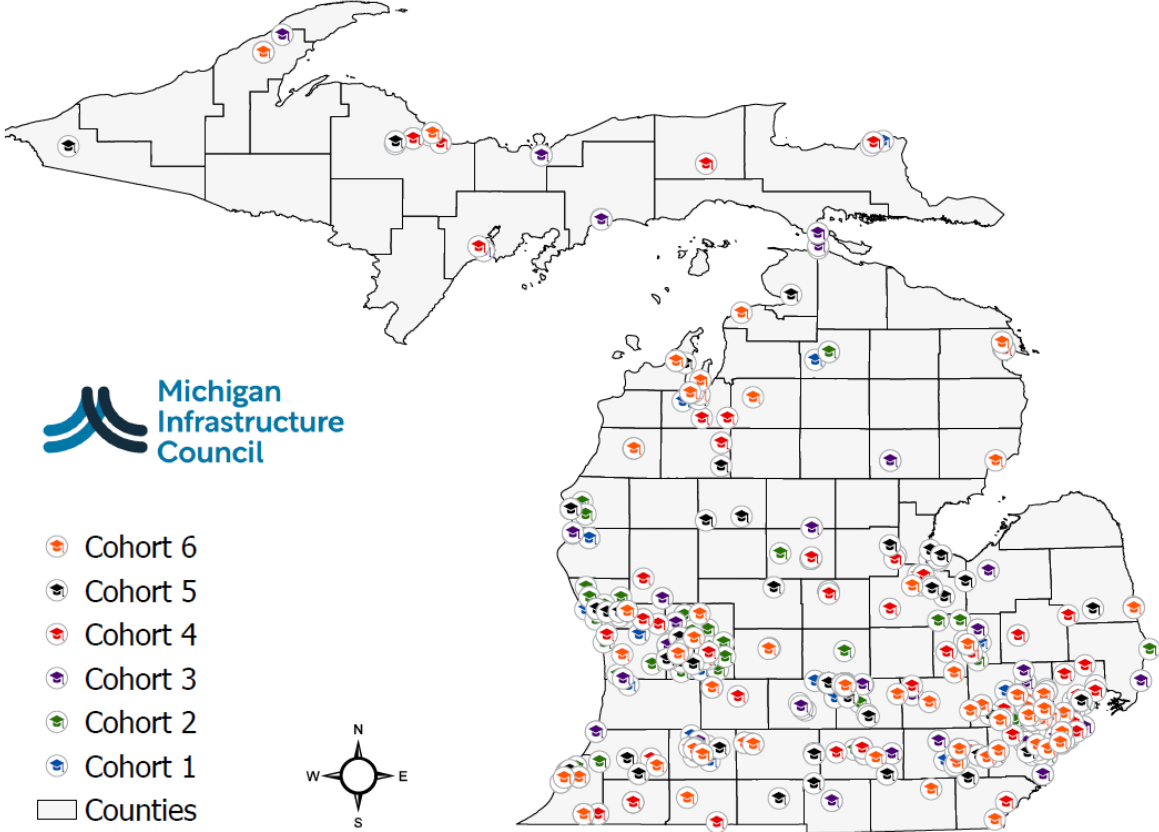 Michigan
Infrastructure
Council
Cohort 6
Cohort 5
Cohort 4
Cohort 3
Cohort 2
Cohort 1
Counties
N
W E
S